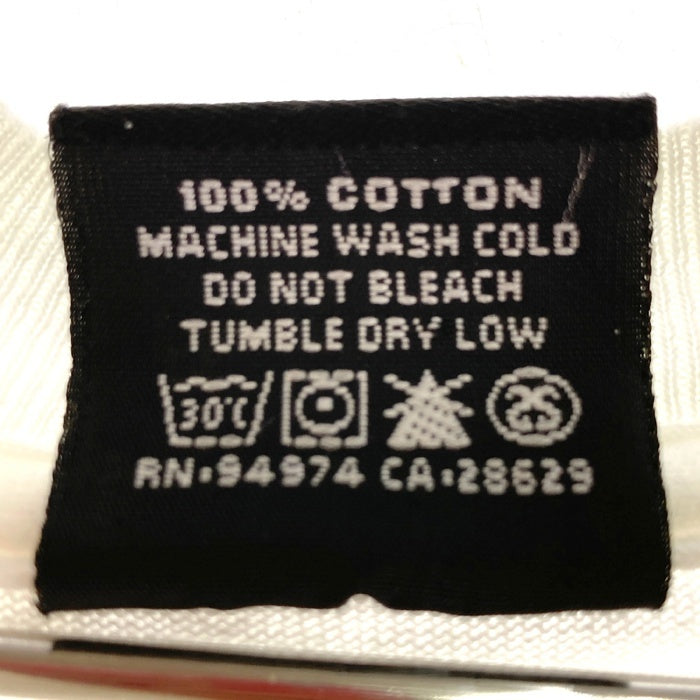 100% COTTON
MACHINE WASH COLD
DO NOT BLEACH
TUMBLE DRY LOW
30°C
RN:94974 CA:28629